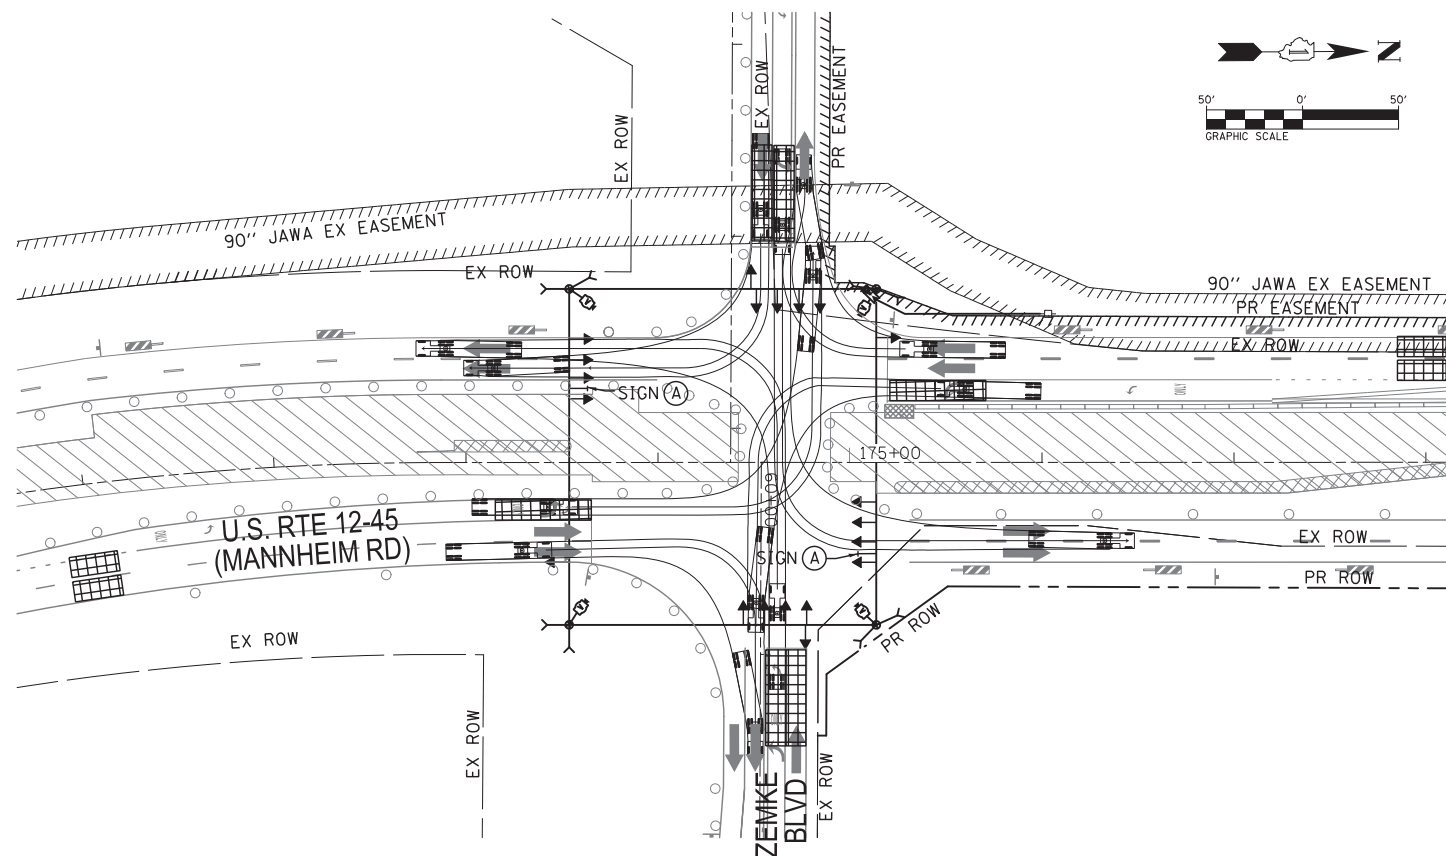 EX ROW
EX ROW
PR EASEMENT
N
50'
0'
50'
GRAPHIC SCALE
90'' JAWA EX EASEMENT
EX ROW
90'' JAWA EX EASEMENT
PR EASEMENT
EX ROW
SIGN A
ONLY
175+00
U.S. RTE 12-45
(MANNHEIM RD)
ONLY
SIGN A
EX ROW
PR ROW
PR ROW
EX ROW
EX ROW
EX ROW
ZEMKE
BLVD